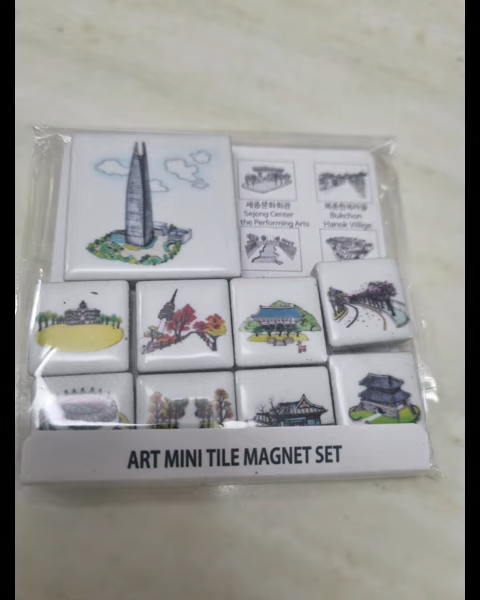 세종문화회관
Sejong Center
the Performing Arts
북촌한옥마을
Bukchon
Hanok Village
ART MINI TILE MAGNET SET